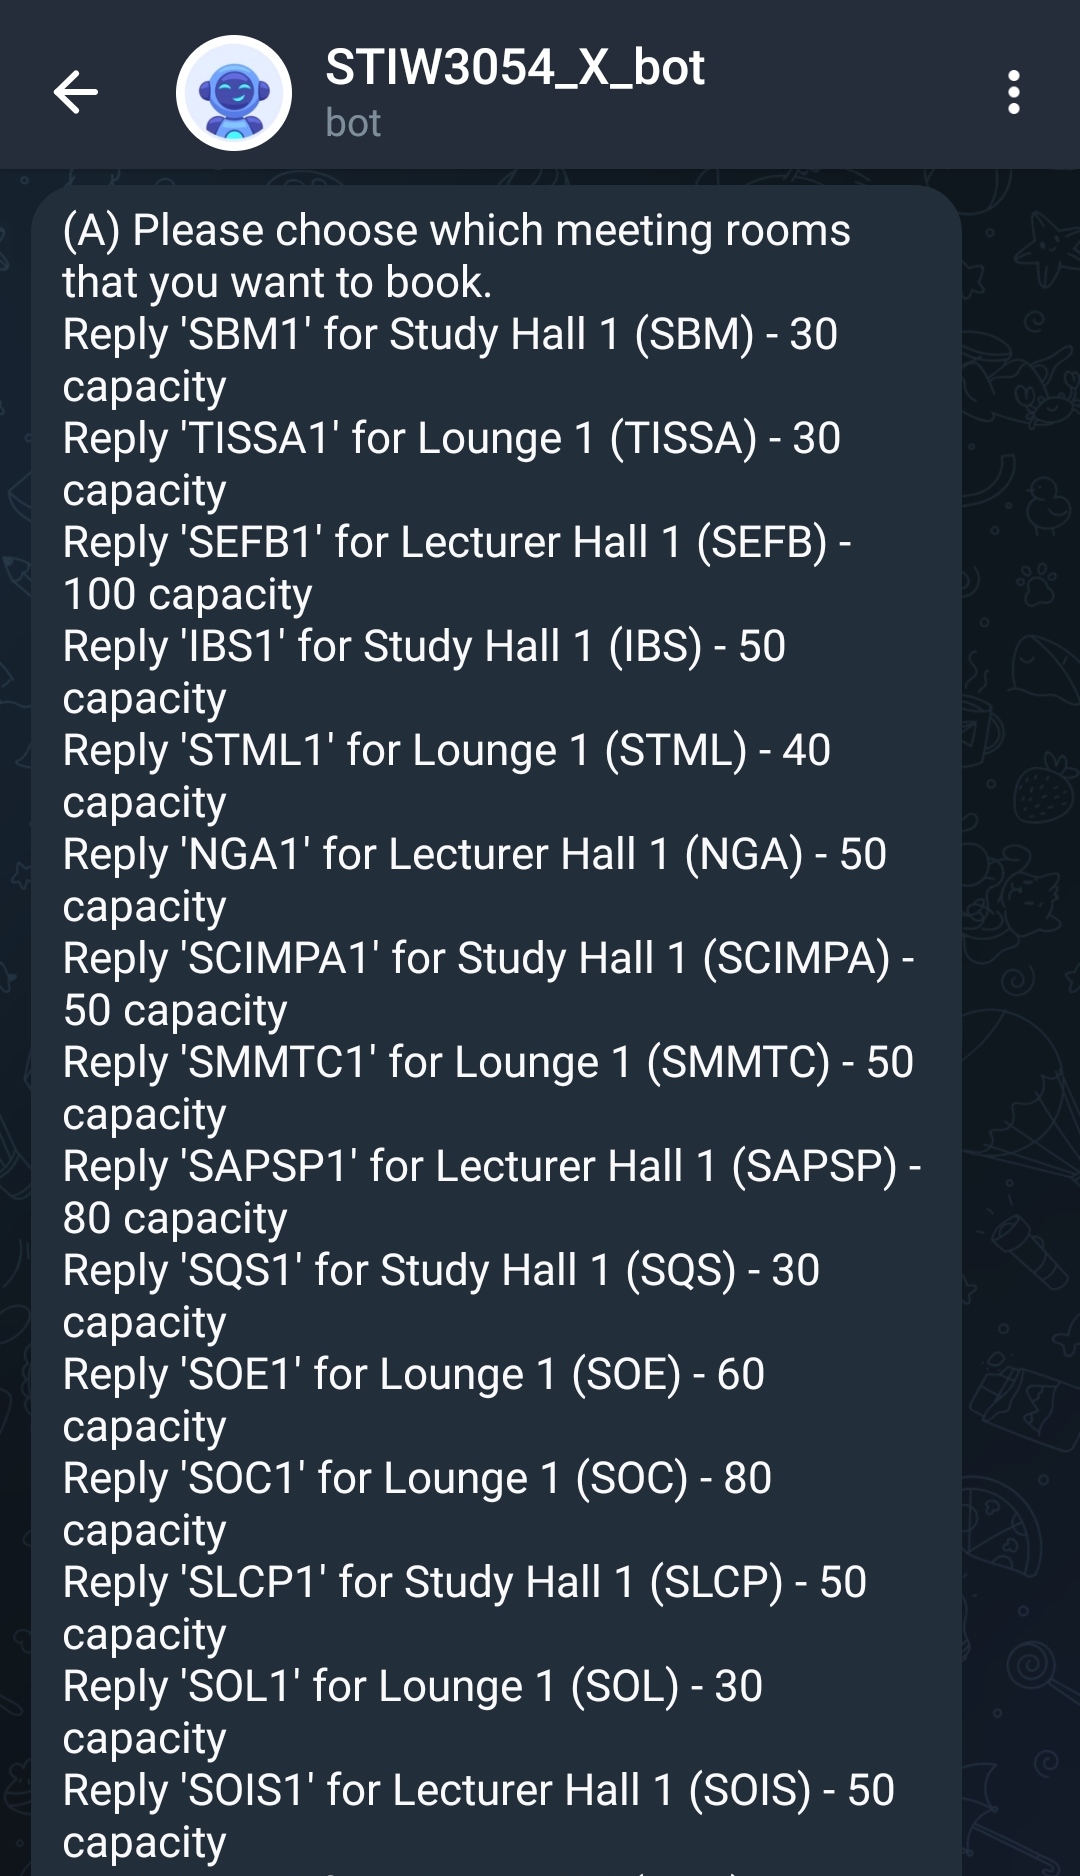 STIW3054_X_bot
bot
(A) Please choose which meeting rooms
that you want to book.
Reply 'SBM1' for Study Hall 1 (SBM) - 30
capacity
Reply 'TISSA1' for Lounge 1 (TISSA) - 30
capacity
Reply 'SEFB1' for Lecturer Hall 1 (SEFB) -
100 capacity
Reply 'IBS1' for Study Hall 1 (IBS) - 50
capacity
Reply 'STML1' for Lounge 1 (STML) - 40
capacity
Reply 'NGA1' for Lecturer Hall 1 (NGA) - 50
capacity
Reply 'SCIMPA1' for Study Hall 1 (SCIMPA) -
50 capacity
Reply 'SMMTC1' for Lounge 1 (SMMTC) - 50
capacity
Reply 'SAPSP1' for Lecturer Hall 1 (SAPSP) -
80 capacity
Reply 'SQS1' for Study Hall 1 (SQS) - 30
capacity
Reply 'SOE1' for Lounge 1 (SOE) - 60
capacity
Reply 'SOC1' for Lounge 1 (SOC) - 80
capacity
Reply 'SLCP1' for Study Hall 1 (SLCP) - 50
capacity
Reply 'SOL1' for Lounge 1 (SOL) - 30
capacity
Reply 'SOIS1' for Lecturer Hall 1 (SOIS) - 50
capacity